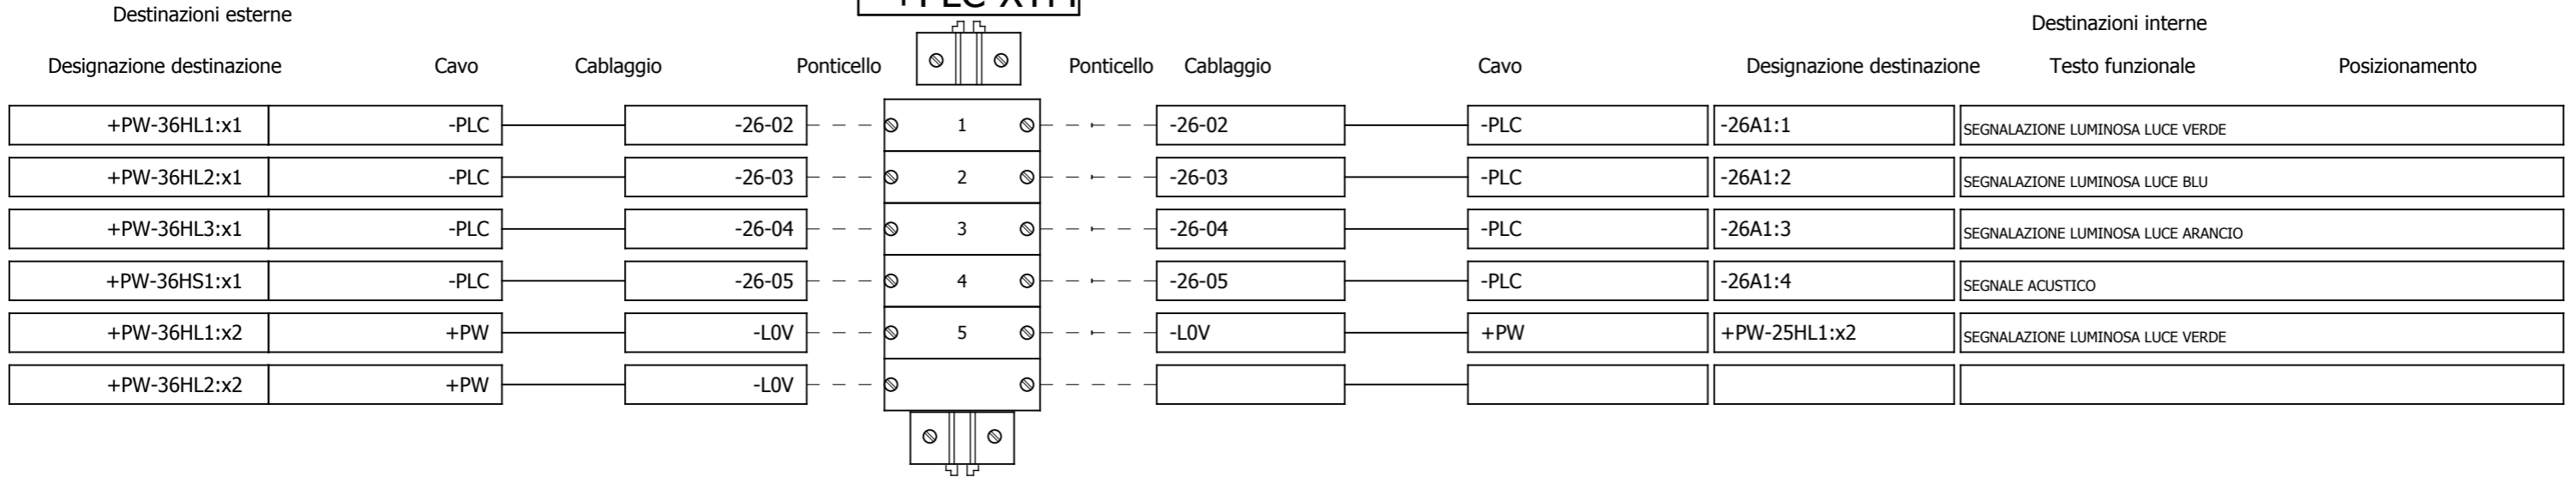 Destinazioni esterne
Destinazioni interne
Designazione destinazione Cavo Cablaggio Ponticello Ponticello Cablaggio Cavo Designazione destinazione Testo funzionale Posizionamento
+PW-36HL1:x1 -PLC -26-02 1 -26-02 -PLC -26A1:1 SEGNALAZIONE LUMINOSA LUCE VERDE
+PW-36HL2:x1 -PLC -26-03 2 -26-03 -PLC -26A1:2 SEGNALAZIONE LUMINOSA LUCE BLU
+PW-36HL3:x1 -PLC -26-04 3 -26-04 -PLC -26A1:3 SEGNALAZIONE LUMINOSA LUCE ARANCIO
+PW-36HS1:x1 -PLC -26-05 4 -26-05 -PLC -26A1:4 SEGNALE ACUSTICO
+PW-36HL1:x2 +PW -L0V 5 -L0V +PW +PW-25HL1:x2 SEGNALAZIONE LUMINOSA LUCE VERDE
+PW-36HL2:x2 +PW -L0V